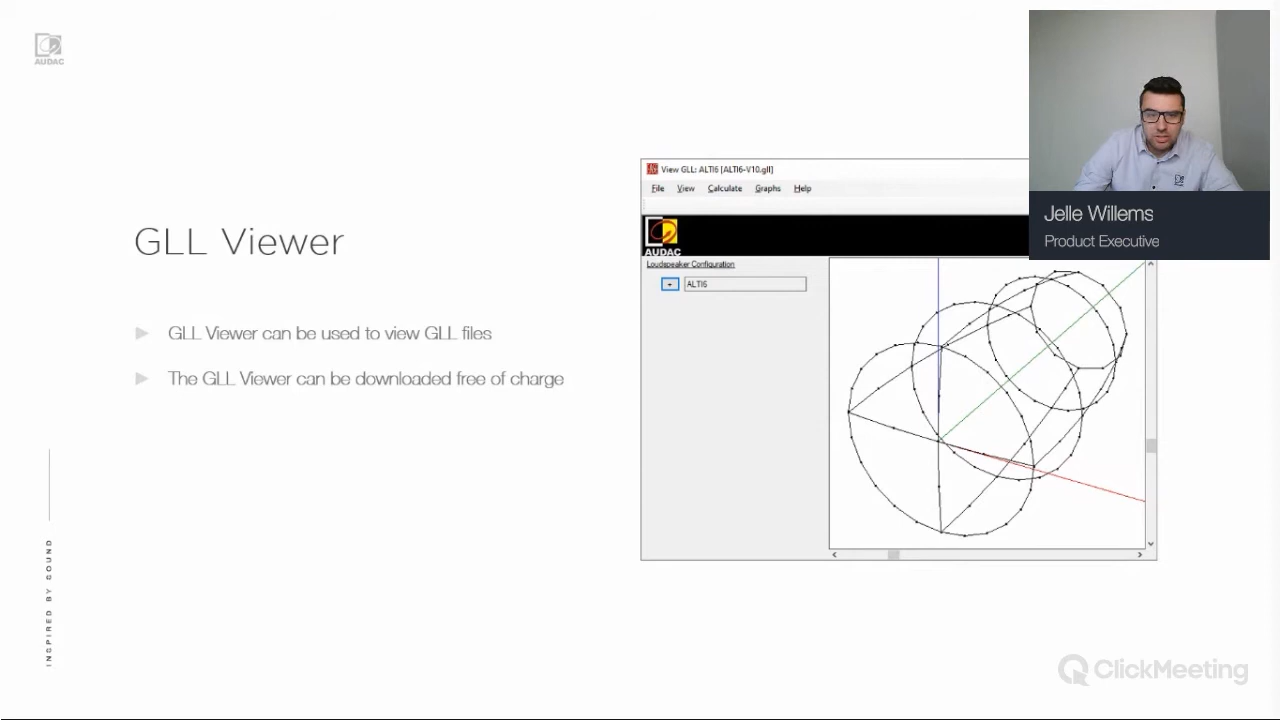 AUDAC
GLL Viewer
GLL Viewer can be used to view GLL files
The GLL Viewer can be downloaded free of charge
INSPIRED BY SOUND
View GLL: ALTI6 [ALTI6-V10.gll]
File View Calculate Graphs Help
AUDAC
Loudspeaker Configuration
ALTI6
Jelle Willems
Product Executive
ClickMeeting